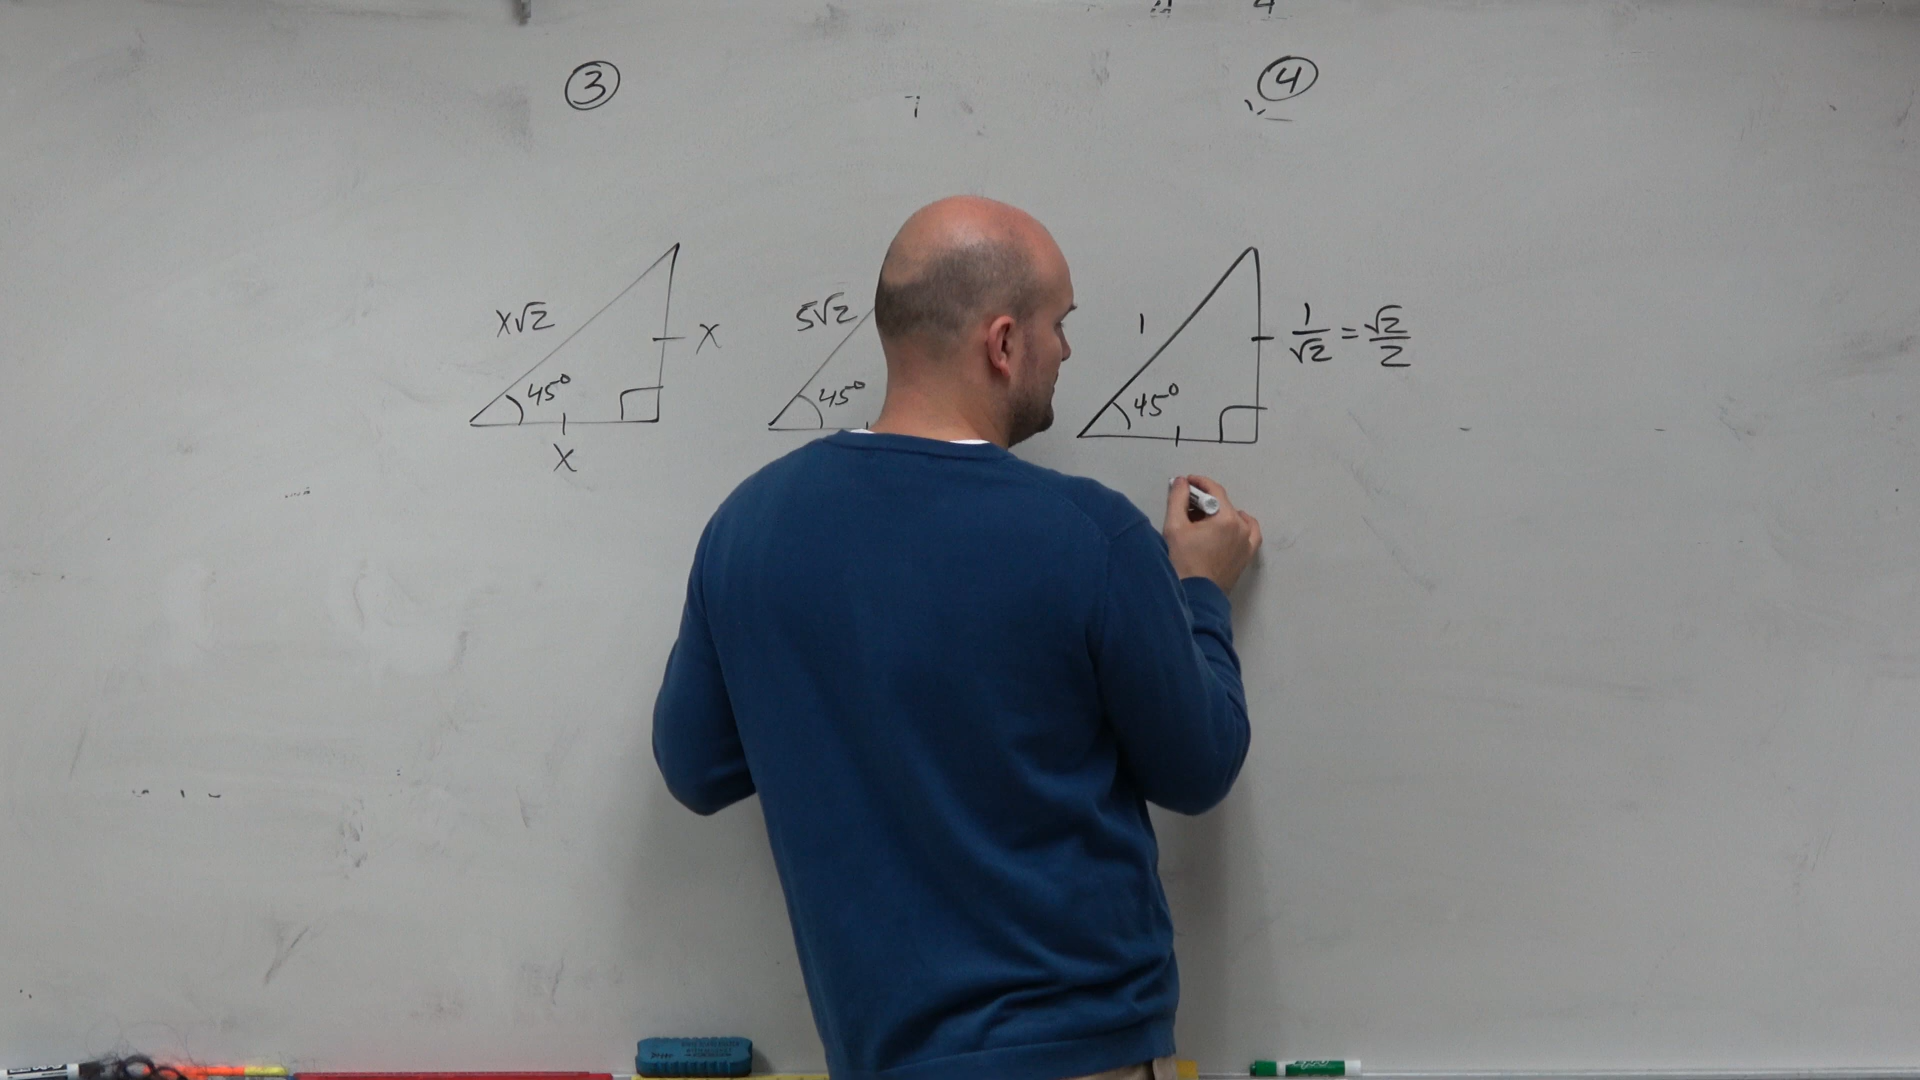 ③
④
x√2
x
45°
x
5√2
45°
1
1/√2 = √2/2
45°